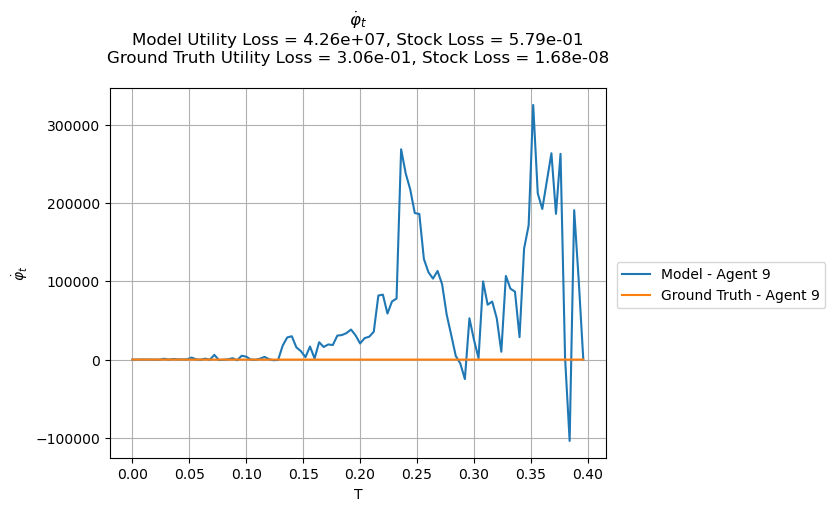 φ̇ₜ
Model Utility Loss = 4.26e+07, Stock Loss = 5.79e-01
Ground Truth Utility Loss = 3.06e-01, Stock Loss = 1.68e-08
300000
200000
100000
0
−100000
φ̇ₜ
0.00 0.05 0.10 0.15 0.20 0.25 0.30 0.35 0.40
T
Model - Agent 9
Ground Truth - Agent 9